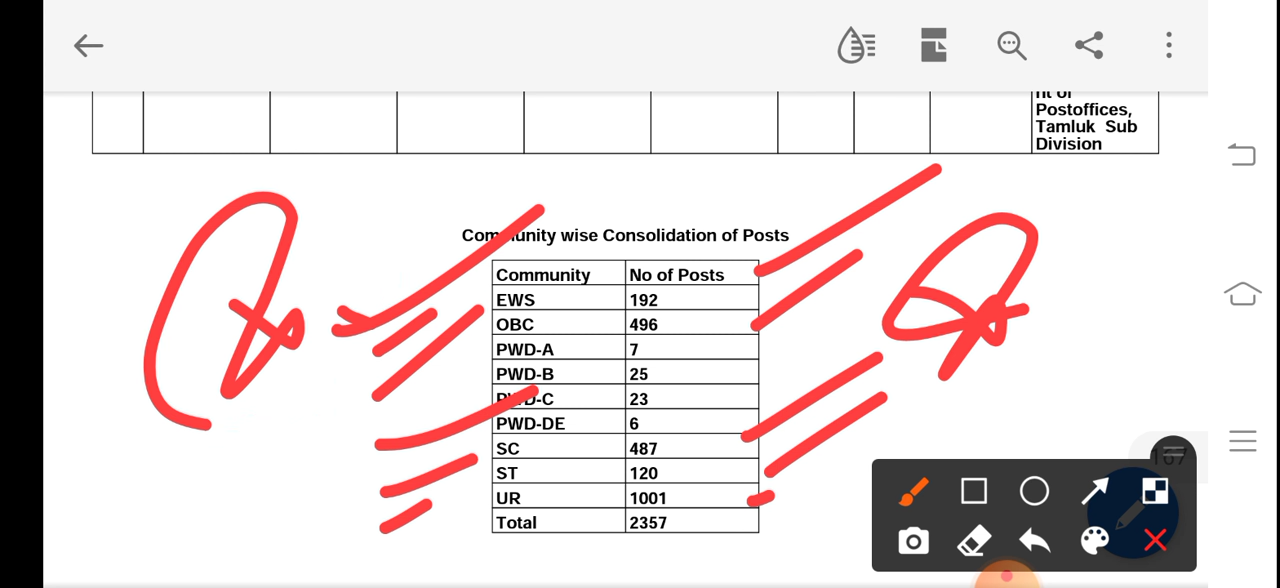 nt of
Postoffices,
Tamluk Sub
Division
Community wise Consolidation of Posts
Community No of Posts
EWS 192
OBC 496
PWD-A 7
PWD-B 25
PWD-C 23
PWD-DE 6
SC 487
ST 120
UR 1001
Total 2357